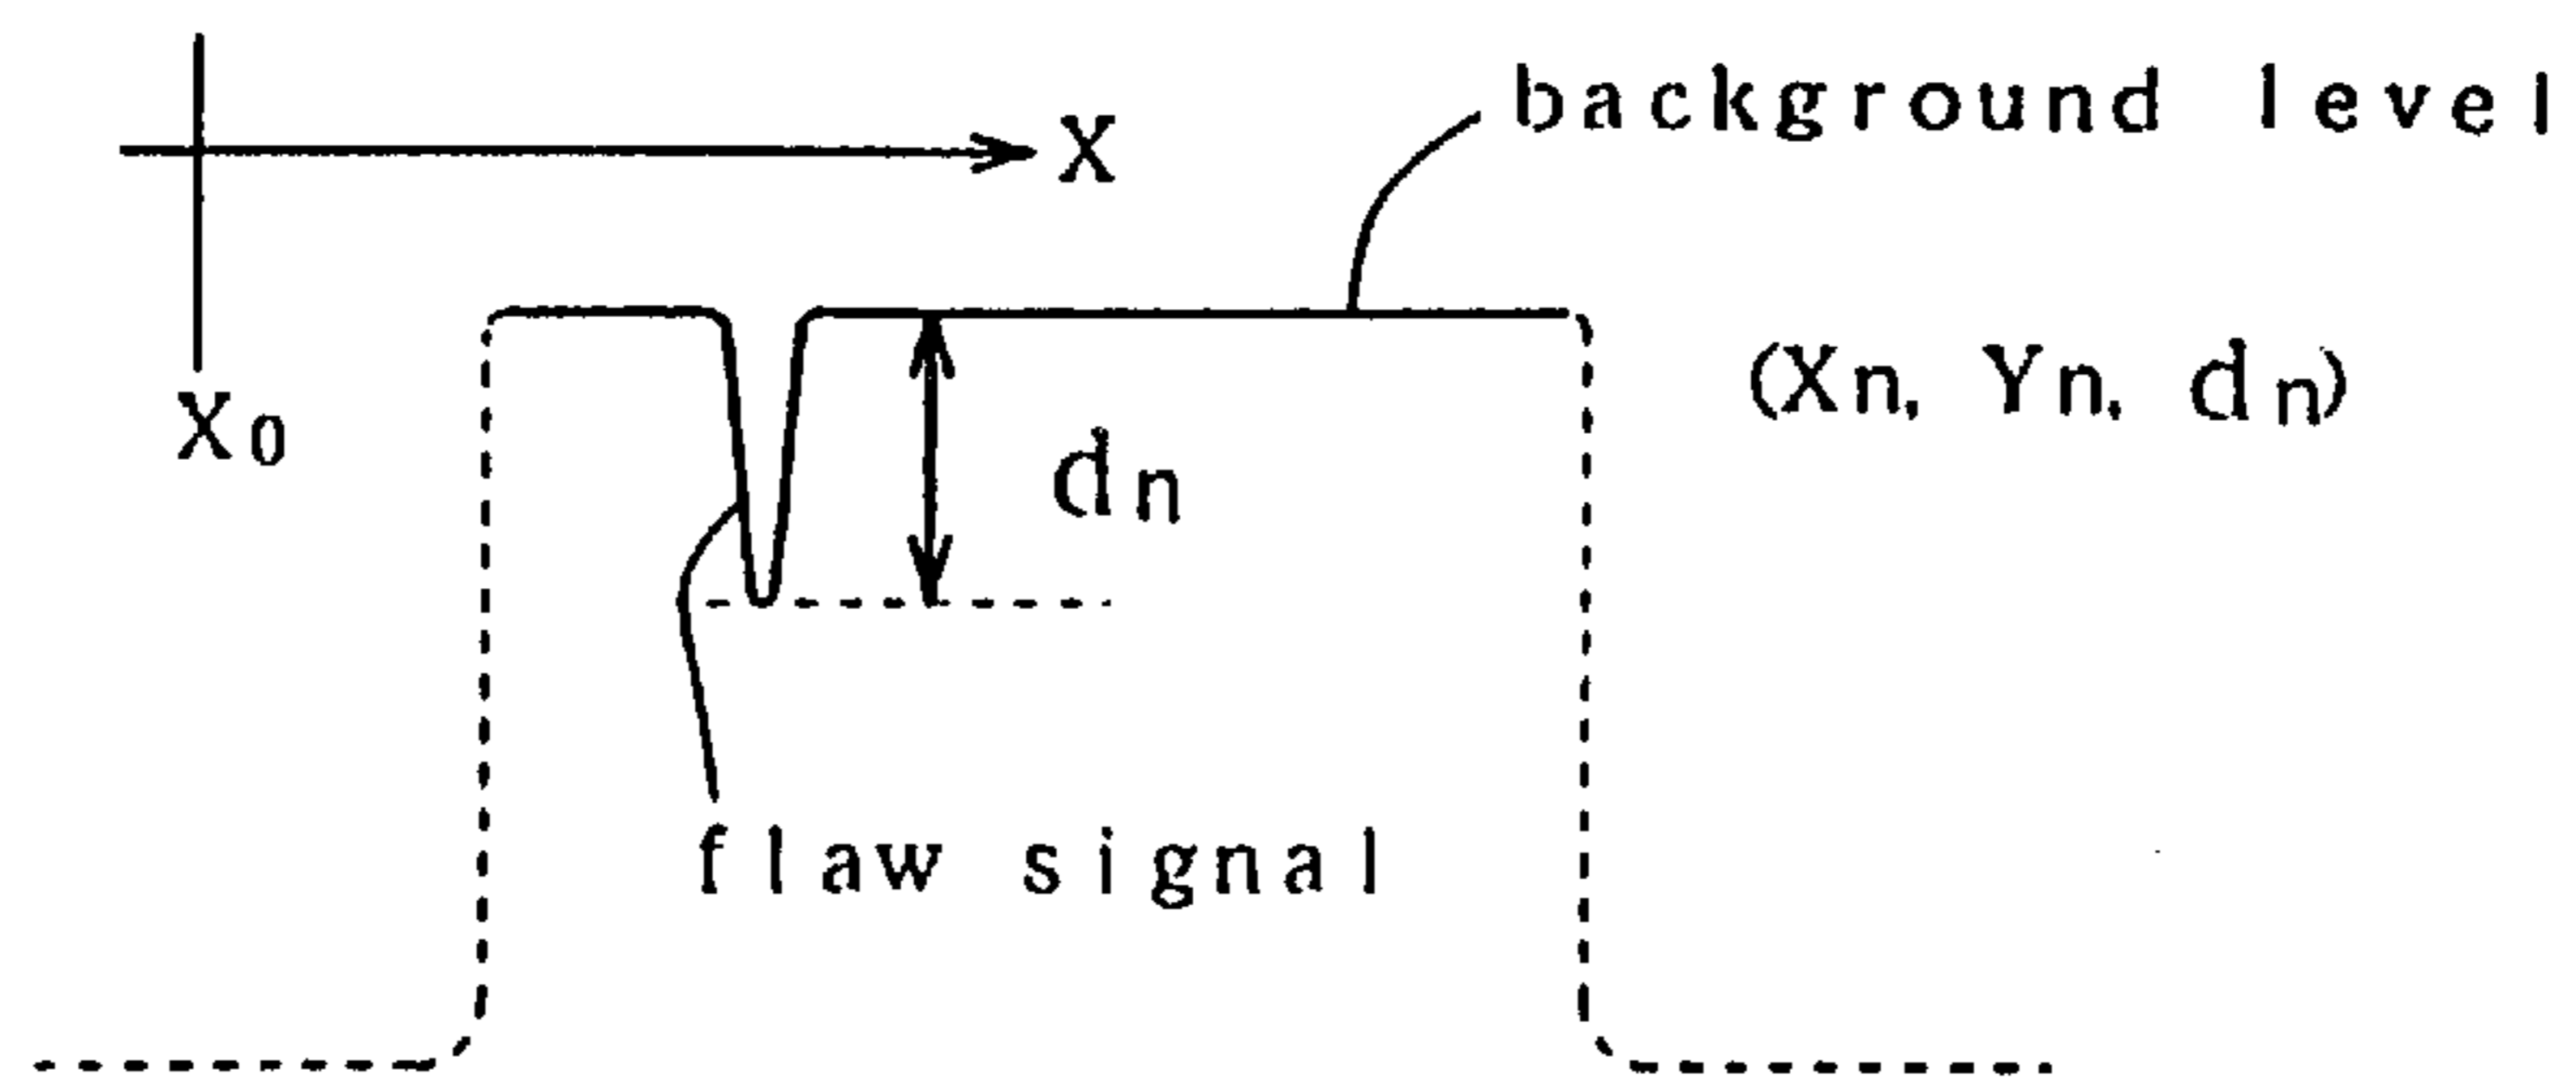 background level
X
(Xn, Yn, dn)
X0
dn
flaw signal